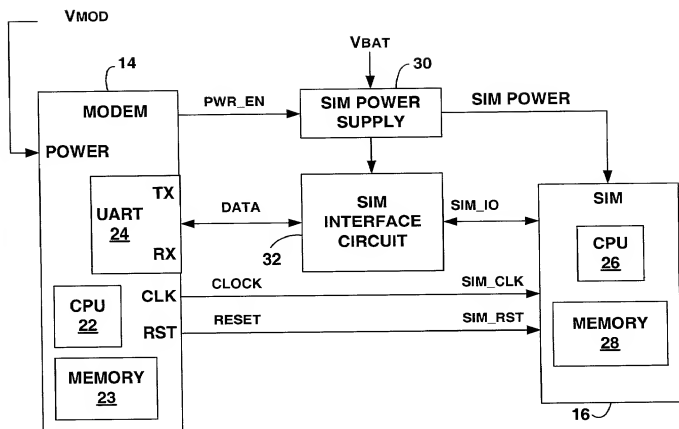 VMOD
VBAT
14
30
MODEM
PWR_EN
SIM POWER
SUPPLY
SIM POWER
POWER
TX
UART
24
RX
DATA
SIM
INTERFACE
CIRCUIT
32
SIM_IO
SIM
CPU
26
CLK
CLOCK
SIM_CLK
CPU
22
RST
RESET
SIM_RST
MEMORY
28
MEMORY
23
16